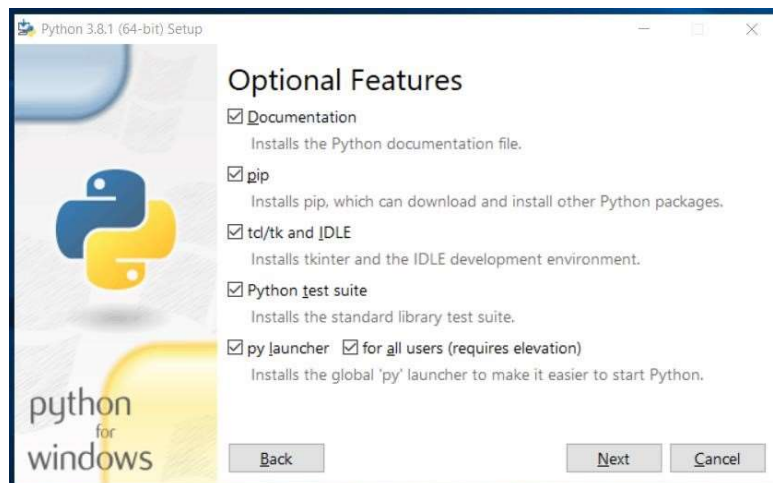 Python 3.8.1 (64-bit) Setup
Optional Features
Documentation
Installs the Python documentation file.
pip
Installs pip, which can download and install other Python packages.
tcl/tk and IDLE
Installs tkinter and the IDLE development environment.
Python test suite
Installs the standard library test suite.
py launcher for all users (requires elevation)
Installs the global 'py' launcher to make it easier to start Python.
python
for
windows
Back Next Cancel